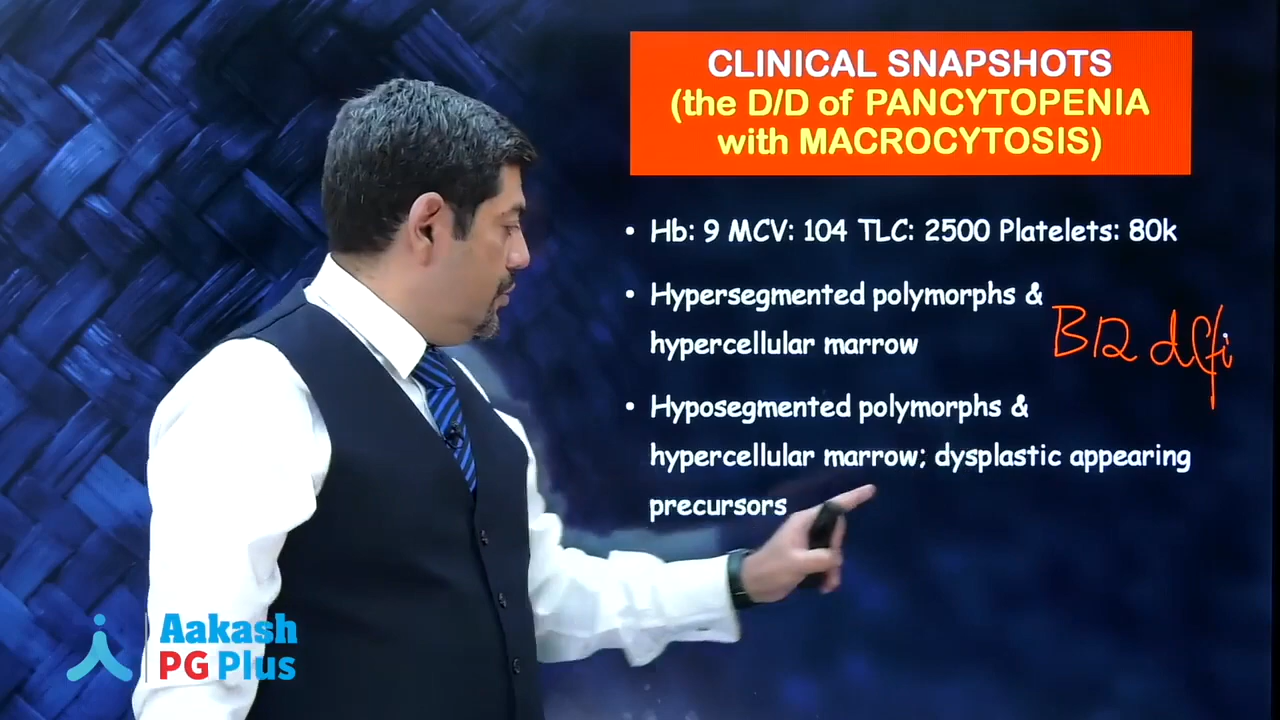 CLINICAL SNAPSHOTS
(the D/D of PANCYTOPENIA
with MACROCYTOSIS)
• Hb: 9 MCV: 104 TLC: 2500 Platelets: 80k
• Hypersegmented polymorphs &
hypercellular marrow
B12 defi
• Hyposegmented polymorphs &
hypercellular marrow; dysplastic appearing
precursors
Aakash
PG Plus